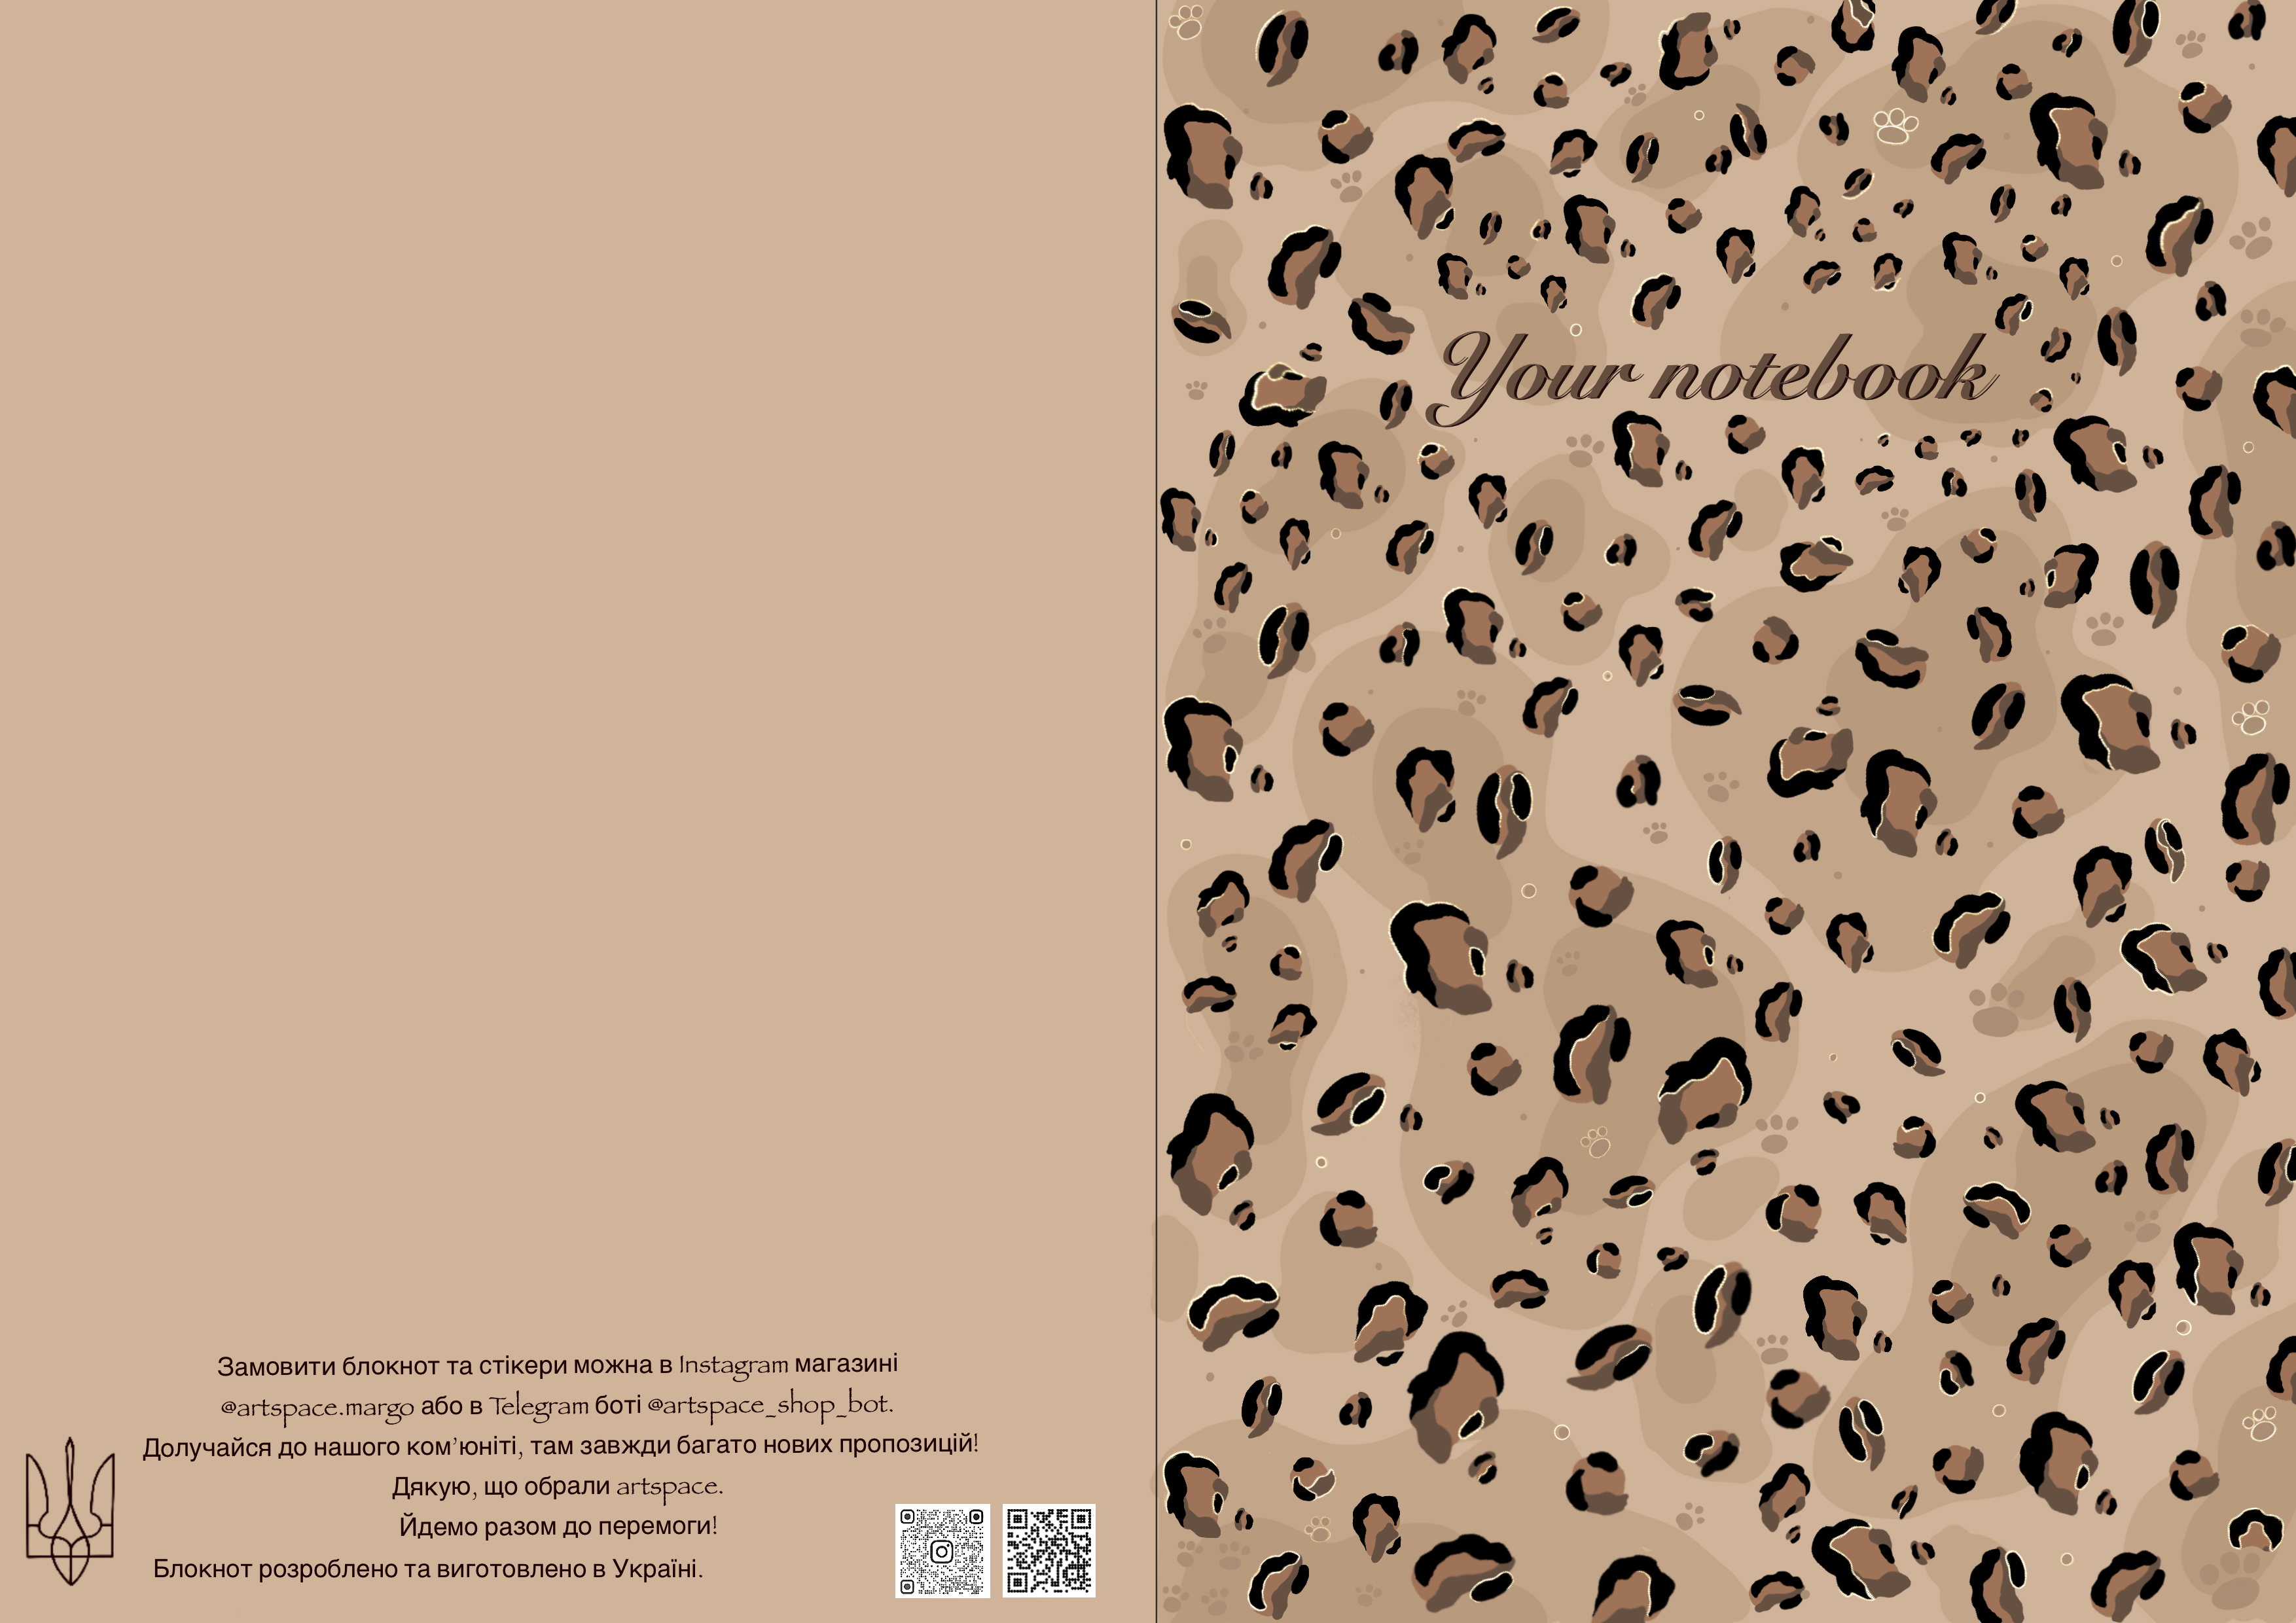 Your notebook
Замовити блокнот та стікери можна в Instagram магазині
@artspace.margo або в Telegram боті @artspace_shop_bot.
Долучайся до нашого ком’юніті, там завжди багато нових пропозицій!
Дякую, що обрали artspace.
Йдемо разом до перемоги!
Блокнот розроблено та виготовлено в Україні.